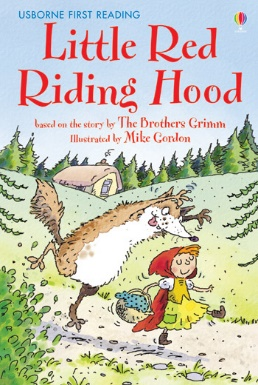 USBORNE FIRST READING
Little Red
Riding Hood
based on the story by The Brothers Grimm
Illustrated by Mike Gordon